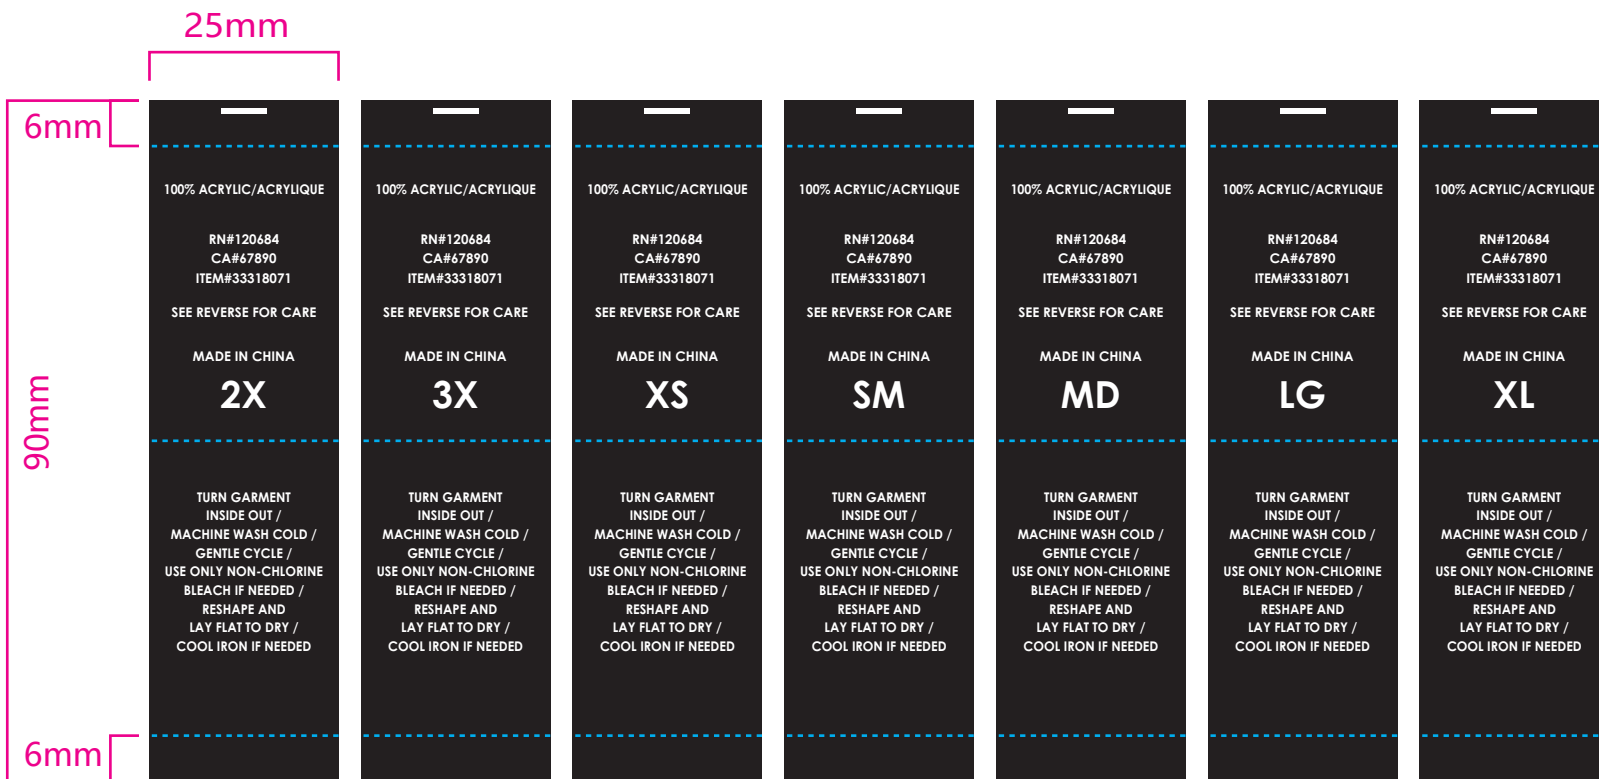 25mm
6mm
90mm
6mm
100% ACRYLIC/ACRYLIQUE
RN#120684
CA#67890
ITEM#33318071
SEE REVERSE FOR CARE
MADE IN CHINA
2X
TURN GARMENT
INSIDE OUT /
MACHINE WASH COLD /
GENTLE CYCLE /
USE ONLY NON-CHLORINE
BLEACH IF NEEDED /
RESHAPE AND
LAY FLAT TO DRY /
COOL IRON IF NEEDED
100% ACRYLIC/ACRYLIQUE
RN#120684
CA#67890
ITEM#33318071
SEE REVERSE FOR CARE
MADE IN CHINA
3X
TURN GARMENT
INSIDE OUT /
MACHINE WASH COLD /
GENTLE CYCLE /
USE ONLY NON-CHLORINE
BLEACH IF NEEDED /
RESHAPE AND
LAY FLAT TO DRY /
COOL IRON IF NEEDED
100% ACRYLIC/ACRYLIQUE
RN#120684
CA#67890
ITEM#33318071
SEE REVERSE FOR CARE
MADE IN CHINA
XS
TURN GARMENT
INSIDE OUT /
MACHINE WASH COLD /
GENTLE CYCLE /
USE ONLY NON-CHLORINE
BLEACH IF NEEDED /
RESHAPE AND
LAY FLAT TO DRY /
COOL IRON IF NEEDED
100% ACRYLIC/ACRYLIQUE
RN#120684
CA#67890
ITEM#33318071
SEE REVERSE FOR CARE
MADE IN CHINA
SM
TURN GARMENT
INSIDE OUT /
MACHINE WASH COLD /
GENTLE CYCLE /
USE ONLY NON-CHLORINE
BLEACH IF NEEDED /
RESHAPE AND
LAY FLAT TO DRY /
COOL IRON IF NEEDED
100% ACRYLIC/ACRYLIQUE
RN#120684
CA#67890
ITEM#33318071
SEE REVERSE FOR CARE
MADE IN CHINA
MD
TURN GARMENT
INSIDE OUT /
MACHINE WASH COLD /
GENTLE CYCLE /
USE ONLY NON-CHLORINE
BLEACH IF NEEDED /
RESHAPE AND
LAY FLAT TO DRY /
COOL IRON IF NEEDED
100% ACRYLIC/ACRYLIQUE
RN#120684
CA#67890
ITEM#33318071
SEE REVERSE FOR CARE
MADE IN CHINA
LG
TURN GARMENT
INSIDE OUT /
MACHINE WASH COLD /
GENTLE CYCLE /
USE ONLY NON-CHLORINE
BLEACH IF NEEDED /
RESHAPE AND
LAY FLAT TO DRY /
COOL IRON IF NEEDED
100% ACRYLIC/ACRYLIQUE
RN#120684
CA#67890
ITEM#33318071
SEE REVERSE FOR CARE
MADE IN CHINA
XL
TURN GARMENT
INSIDE OUT /
MACHINE WASH COLD /
GENTLE CYCLE /
USE ONLY NON-CHLORINE
BLEACH IF NEEDED /
RESHAPE AND
LAY FLAT TO DRY /
COOL IRON IF NEEDED